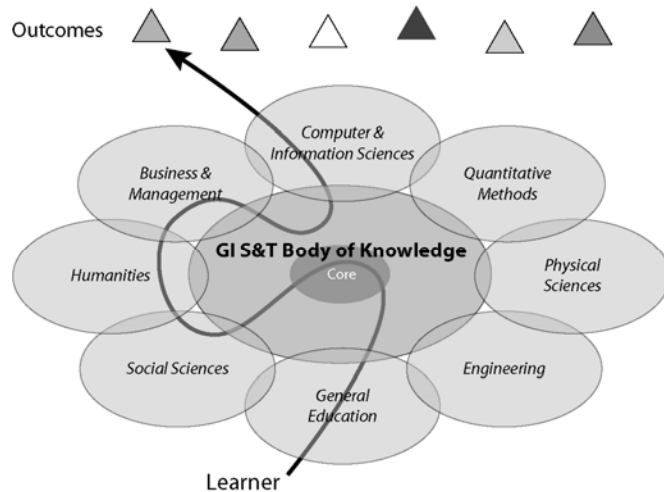 Outcomes
Computer &
Information Sciences
Business &
Management
Quantitative
Methods
GI S&T Body of Knowledge
Core
Humanities
Physical
Sciences
Social Sciences
Engineering
General
Education
Learner